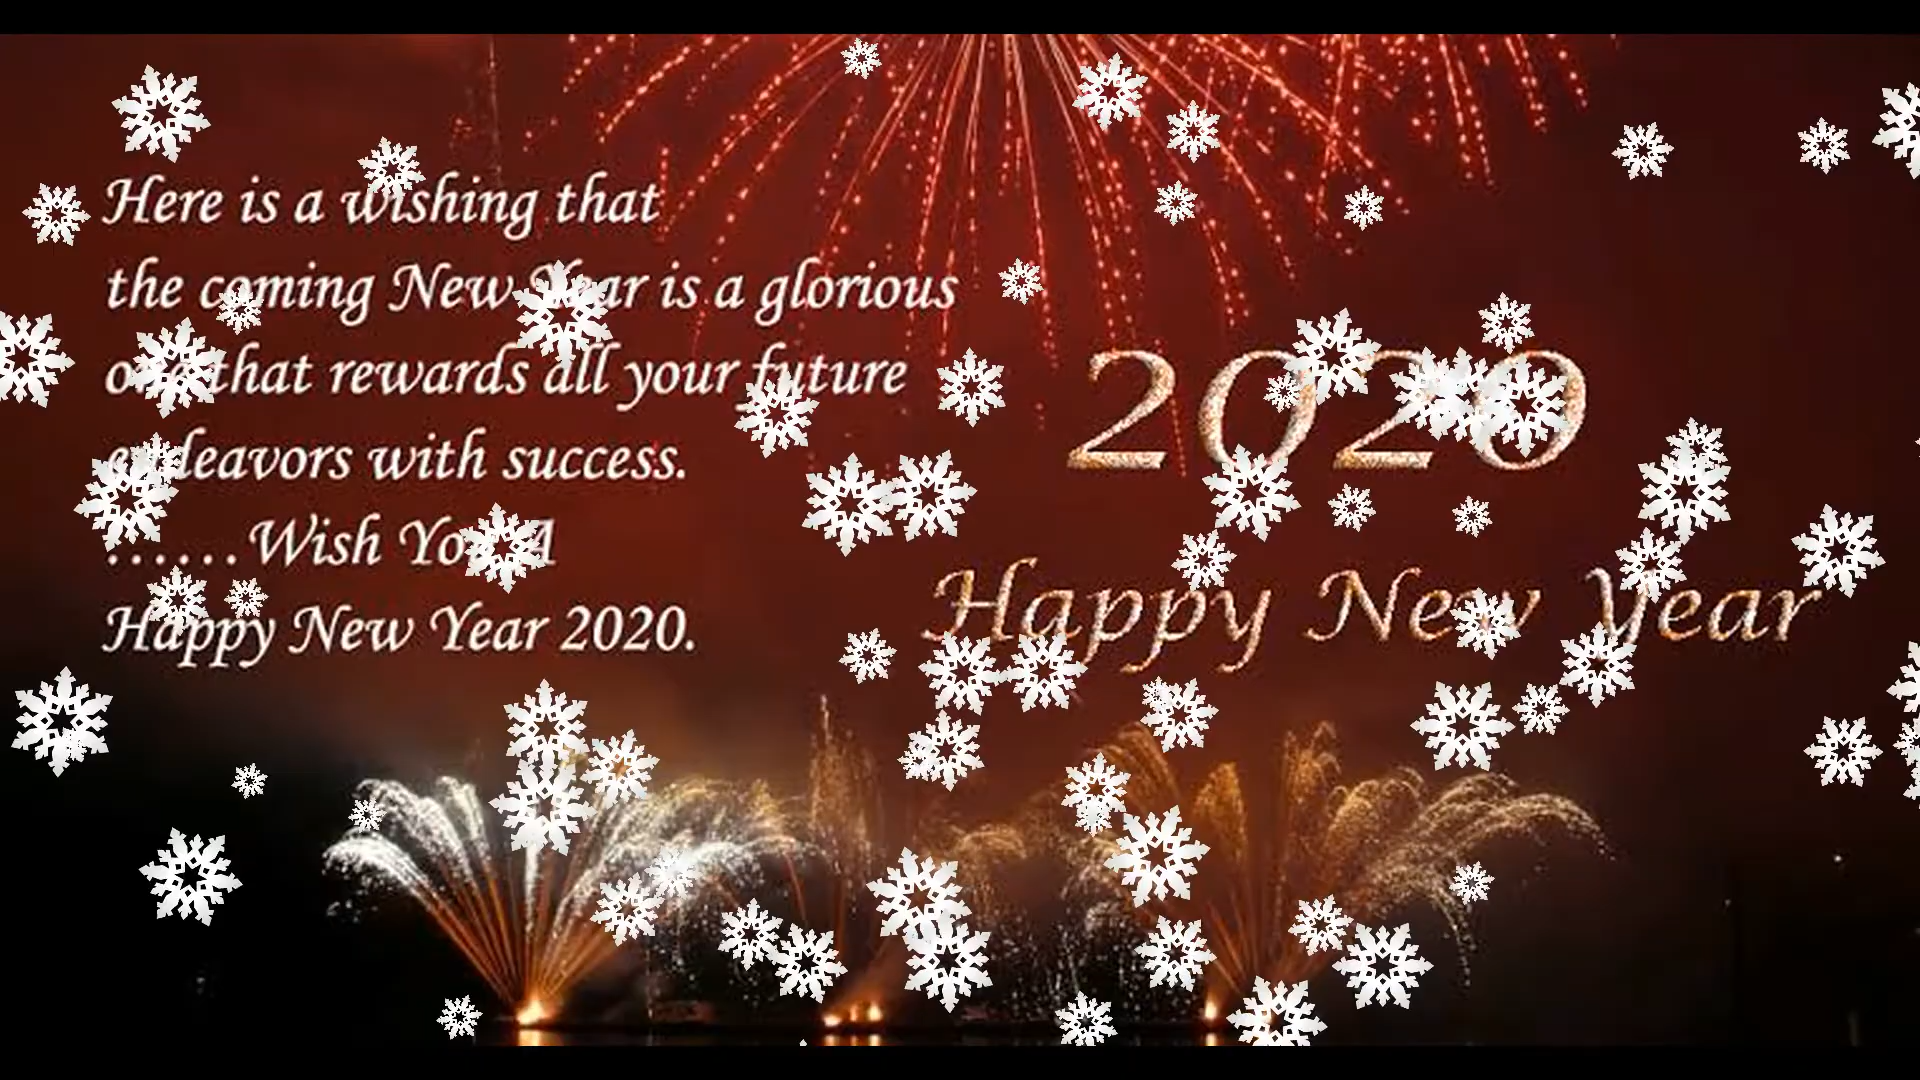 Here is a wishing that
the coming New Year is a glorious
one that rewards all your future
endeavors with success.
......Wish You A
Happy New Year 2020.
2020
Happy New Year